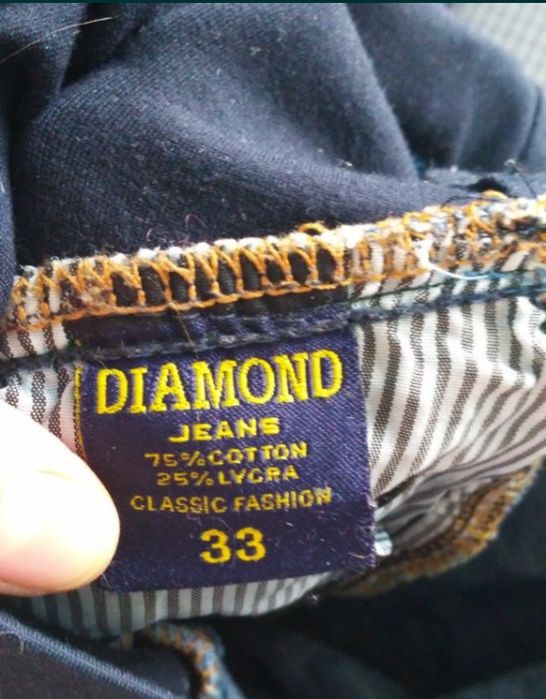 DIAMOND
JEANS
75%COTTON
25%LYCRA
CLASSIC FASHION
33